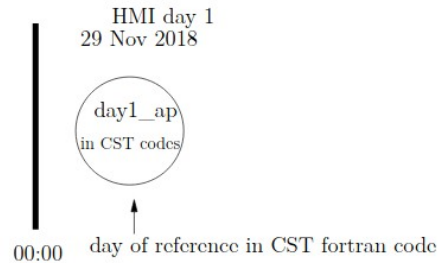 HMI day 1
29 Nov 2018
day1_ap
in CST codes
00:00
day of reference in CST fortran code